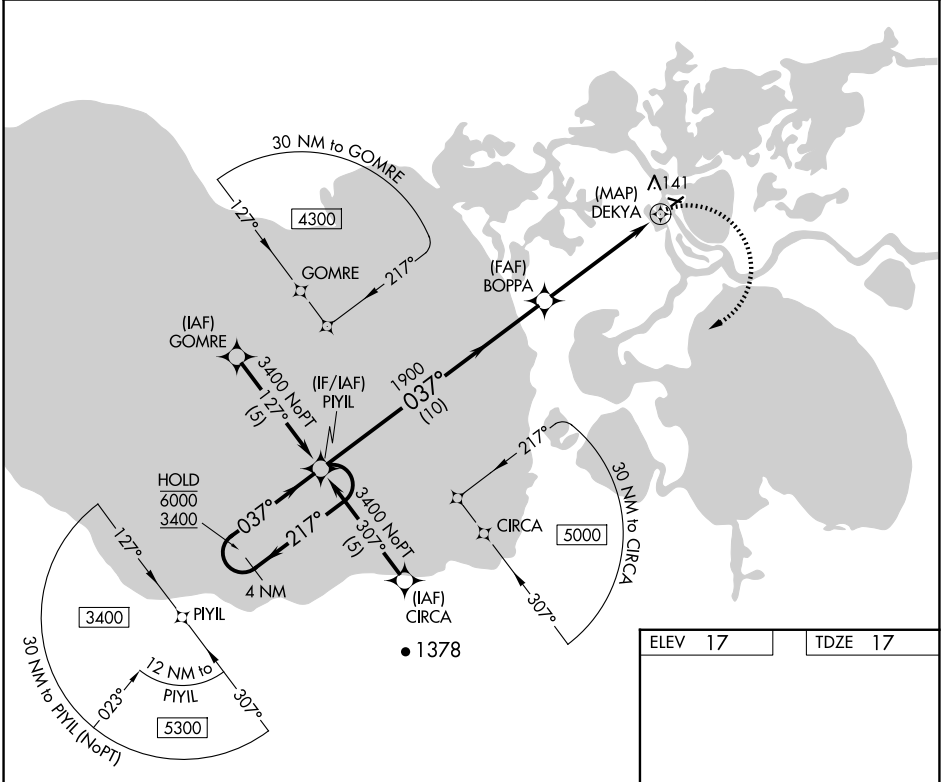 30 NM to GOMRE
127°
4300
GOMRE
217°
(MAP)
DEKYA
141
(FAF)
BOPPA
(IAF)
GOMRE
3400 NoPT
127°
(5)
(IF/IAF)
PIYIL
1900
037°
(10)
HOLD
6000
3400
037°
217°
4 NM
3400 NoPT
307°
(5)
(IAF)
CIRCA
1378
217°
30 NM to CIRCA
CIRCA
5000
307°
127°
3400
PIYIL
12 NM to
PIYIL
023°
307°
5300
30 NM to PIYIL (NoPT)
ELEV 17
TDZE 17